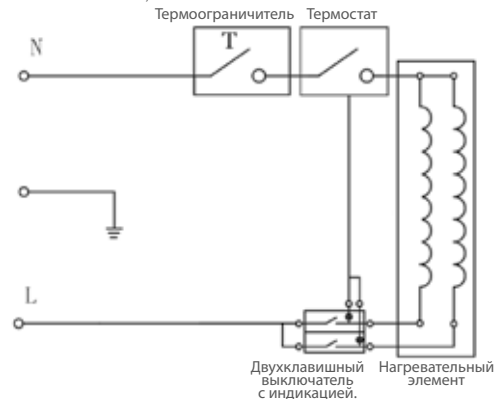 Термоограничитель Термостат
N
T
L
Двухклавишный
выключатель
с индикацией.
Нагревательный
элемент